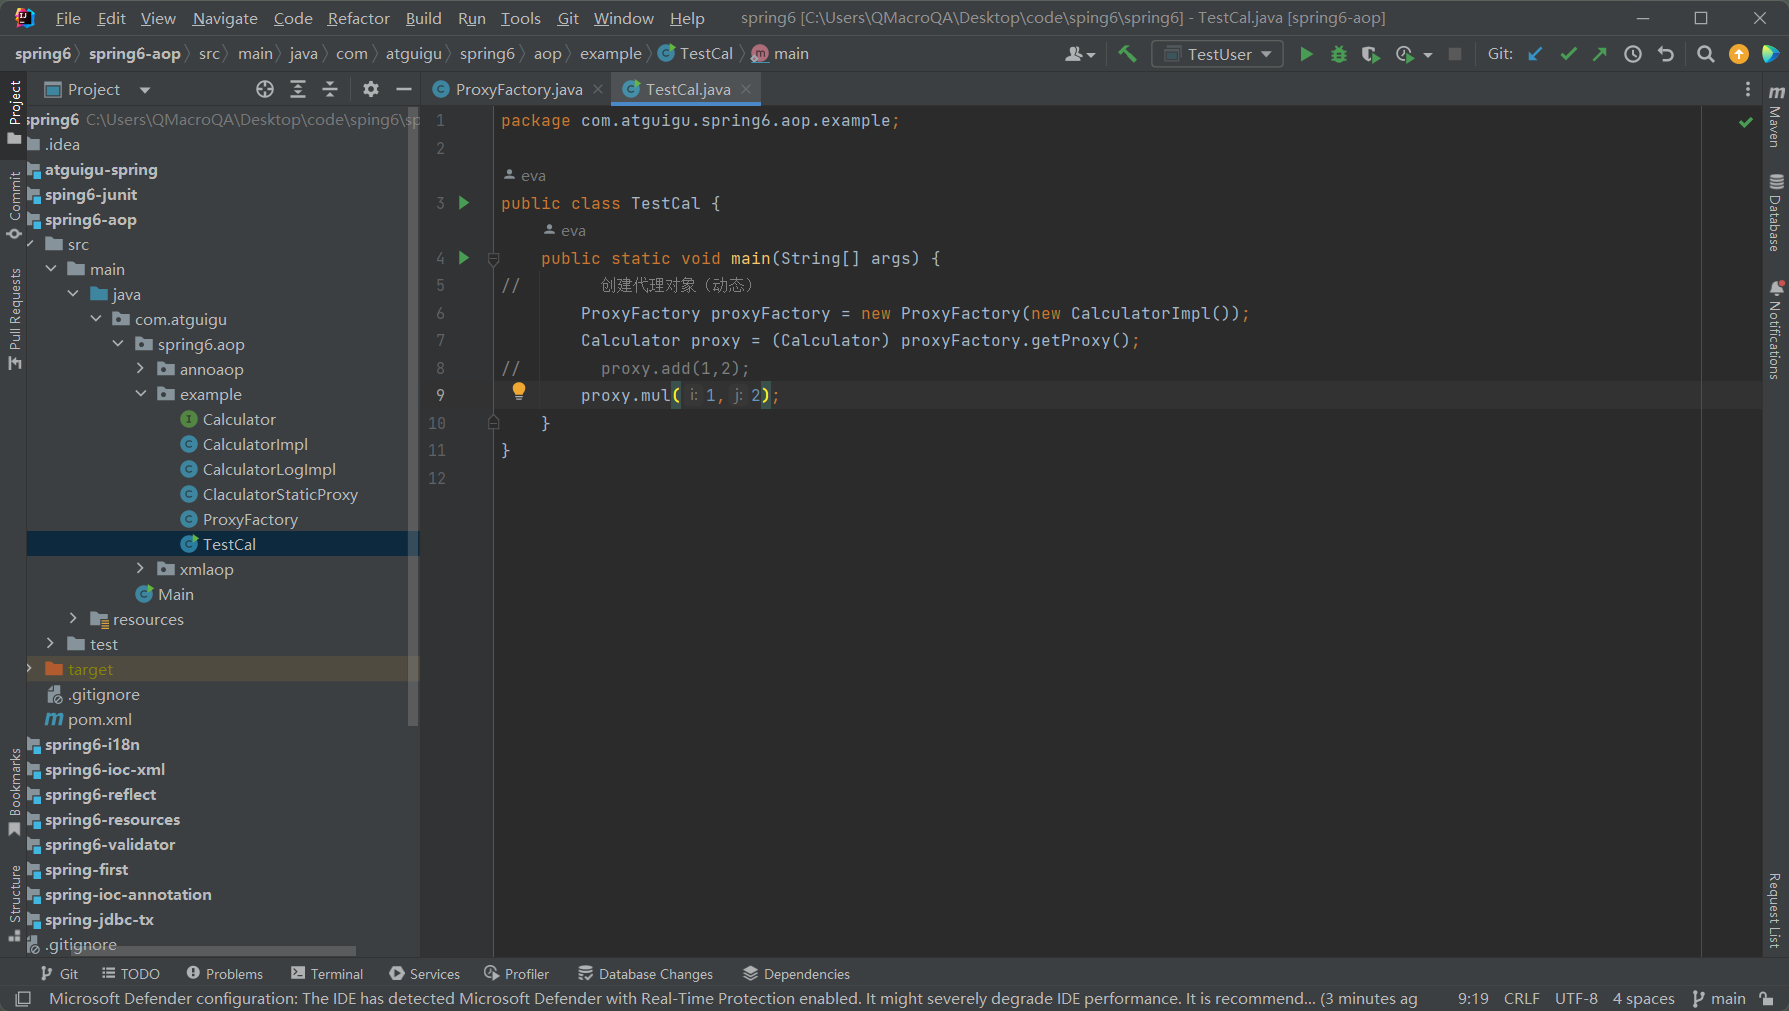 File Edit View Navigate Code Refactor Build Run Tools Git Window Help spring6 [C:\Users\QMacroQA\Desktop\code\sping6\spring6] - TestCal.java [spring6-aop]
spring6 spring6-aop src main java com atguigu spring6 aop example TestCal main TestUser Git:
Project
ProxyFactory.java TestCal.java
spring6 C:\Users\QMacroQA\Desktop\code\sping6\sp
.idea
atguigu-spring
sping6-junit
spring6-aop
src
main
java
com.atguigu
spring6.aop
annoaop
example
Calculator
CalculatorImpl
CalculatorLogImpl
ClaculatorStaticProxy
ProxyFactory
TestCal
xmlaop
Main
resources
test
target
.gitignore
pom.xml
spring6-i18n
spring6-ioc-xml
spring6-reflect
spring6-resources
spring6-validator
spring-first
spring-ioc-annotation
spring-jdbc-tx
.gitignore
1 package com.atguigu.spring6.aop.example;
2
eva
3 public class TestCal {
eva
4 public static void main(String[] args) {
5 // 创建代理对象（动态）
6 ProxyFactory proxyFactory = new ProxyFactory(new CalculatorImpl());
7 Calculator proxy = (Calculator) proxyFactory.getProxy();
8 // proxy.add(1,2);
9 proxy.mul( i: 1, j: 2);
10 }
11 }
12
Project
Commit
Pull Requests
Bookmarks
Structure
Maven
Database
Notifications
Request List
Git TODO Problems Terminal Services Profiler Database Changes Dependencies
Microsoft Defender configuration: The IDE has detected Microsoft Defender with Real-Time Protection enabled. It might severely degrade IDE performance. It is recommend... (3 minutes ag 9:19 CRLF UTF-8 4 spaces main